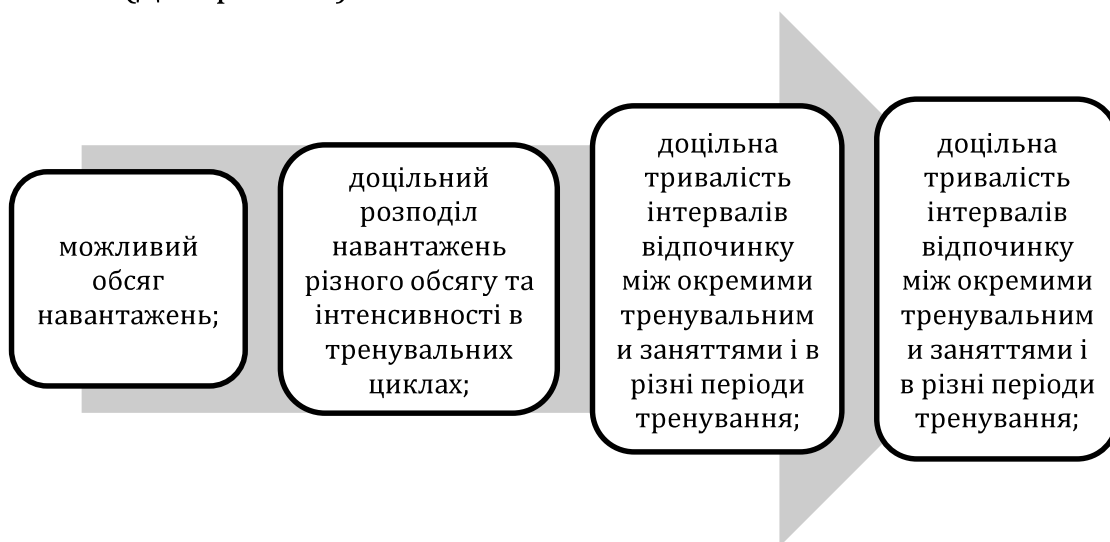 можливий
обсяг
навантажень;
доцільний
розподіл
навантажень
різного обсягу та
інтенсивності в
тренувальних
циклах;
доцільна
тривалість
інтервалів
відпочинку
між окремими
тренувальним
и заняттями і в
різні періоди
тренування;
доцільна
тривалість
інтервалів
відпочинку
між окремими
тренувальним
и заняттями і
в різні періоди
тренування;